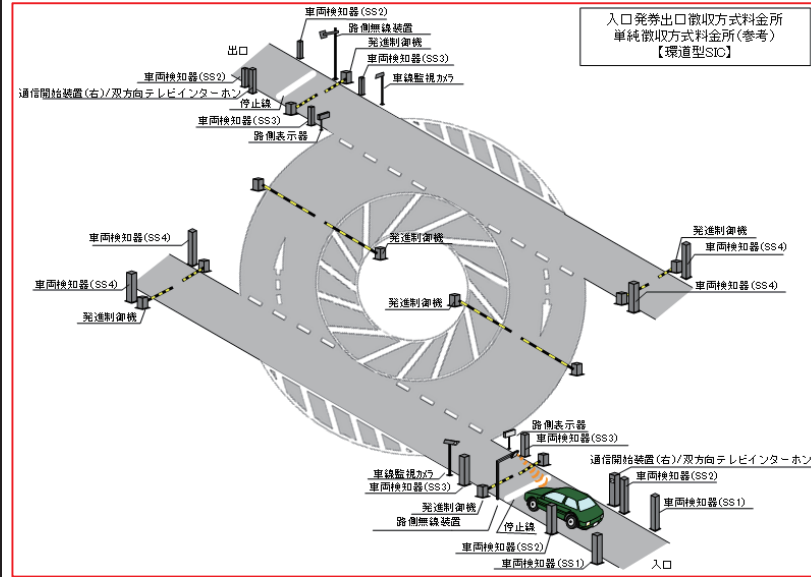 入口発券出口徴収方式料金所
単純徴収方式料金所(参考)
【環道型SIC】
車両検知器(SS2)
路側無線装置
発進制御機
車両検知器(SS3)
車線監視カメラ
出口
車両検知器(SS2)
通信開始装置(右)/双方向テレビインターホン
停止線
車両検知器(SS3)
路側表示器
車両検知器(SS4)
車両検知器(SS4)
発進制御機
発進制御機
発進制御機
発進制御機
車両検知器(SS4)
車両検知器(SS4)
路側表示器
車両検知器(SS3)
通信開始装置(右)/双方向テレビインターホン
車両検知器(SS2)
車両検知器(SS1)
車線監視カメラ
車両検知器(SS3)
発進制御機
路側無線装置
停止線
車両検知器(SS2)
車両検知器(SS1)
入口